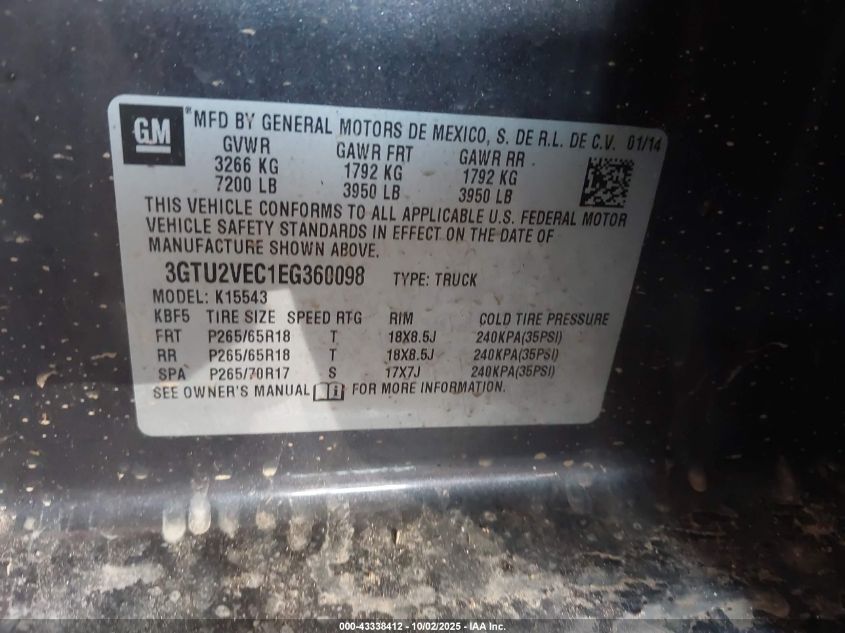 GM ® MFD BY GENERAL MOTORS DE MEXICO, S. DE R.L. DE C.V. 01/14
GVWR GAWR FRT GAWR RR
3266 KG 1792 KG 1792 KG
7200 LB 3950 LB 3950 LB
THIS VEHICLE CONFORMS TO ALL APPLICABLE U.S. FEDERAL MOTOR
VEHICLE SAFETY STANDARDS IN EFFECT ON THE DATE OF
MANUFACTURE SHOWN ABOVE.
3GTU2VEC1EG360098 TYPE: TRUCK
MODEL: K15543
KBF5 TIRE SIZE SPEED RTG RIM COLD TIRE PRESSURE
FRT P265/65R18 T 18X8.5J 240KPA(35PSI)
RR P265/65R18 T 18X8.5J 240KPA(35PSI)
SPA P265/70R17 S 17X7J 240KPA(35PSI)
SEE OWNER'S MANUAL i FOR MORE INFORMATION.
000-43338412 - 10/02/2025 - IAA Inc.